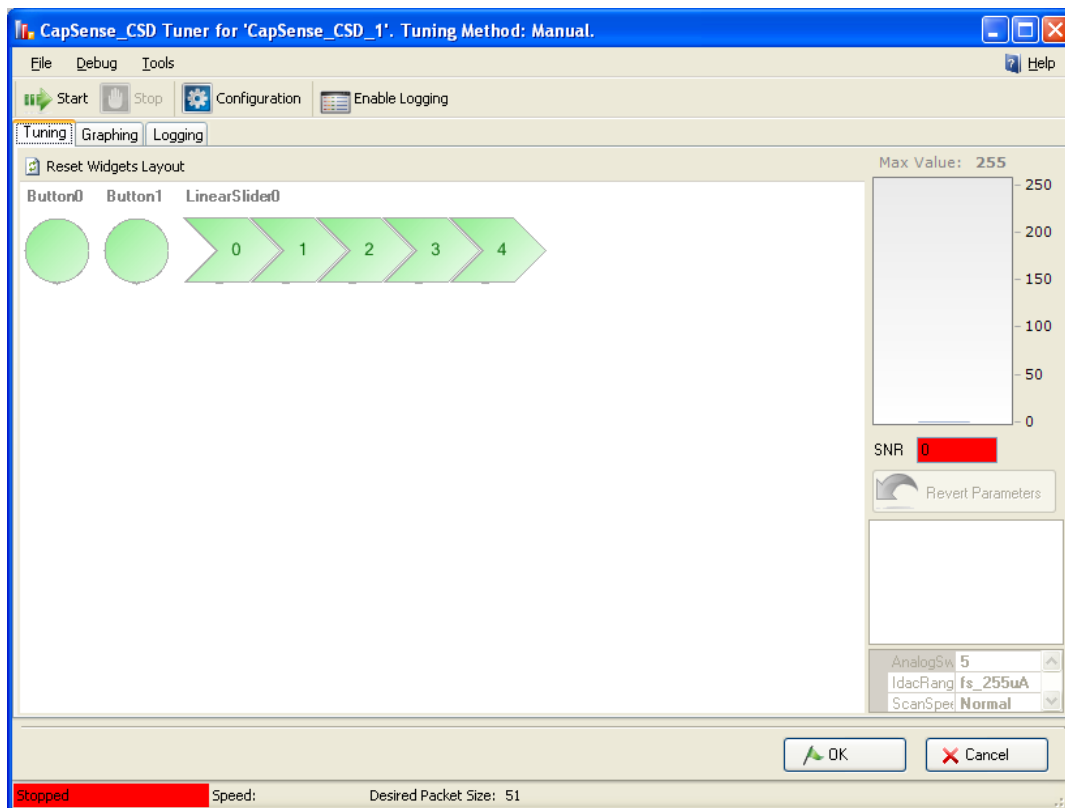 CapSense_CSD Tuner for 'CapSense_CSD_1'. Tuning Method: Manual.
File Debug Tools ? Help
Start Stop Configuration Enable Logging
Tuning Graphing Logging
Reset Widgets Layout
Max Value: 255
Button0 Button1 LinearSlider0
0 1 2 3 4
250
200
150
100
50
0
SNR 0
Revert Parameters
AnalogSw 5
IdacRang fs_255uA
ScanSpee Normal
OK Cancel
Stopped Speed: Desired Packet Size: 51